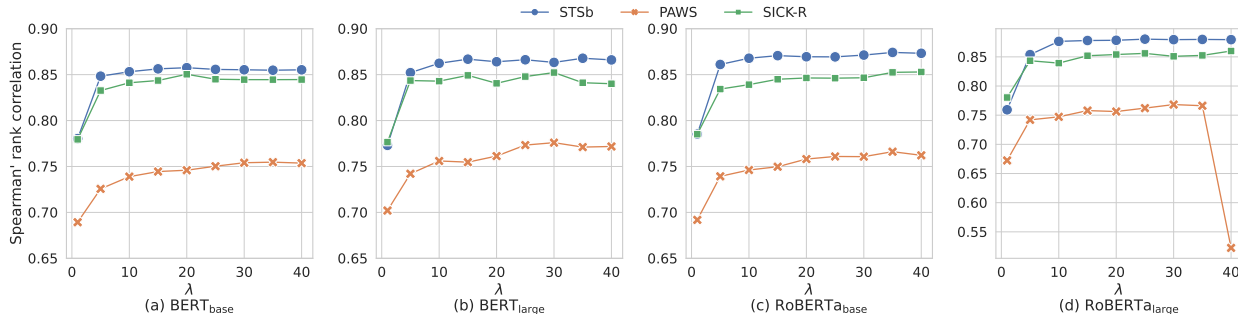 STSb PAWS SICK-R
Spearman' rank correlation
0.90
0.85
0.80
0.75
0.70
0.65
0 10 20 30 40
λ
(a) BERTbase
0.90
0.85
0.80
0.75
0.70
0.65
0 10 20 30 40
λ
(b) BERTlarge
0.90
0.85
0.80
0.75
0.70
0.65
0 10 20 30 40
λ
(c) RoBERTabase
0.85
0.80
0.75
0.70
0.65
0.60
0.55
0 10 20 30 40
λ
(d) RoBERTalarge